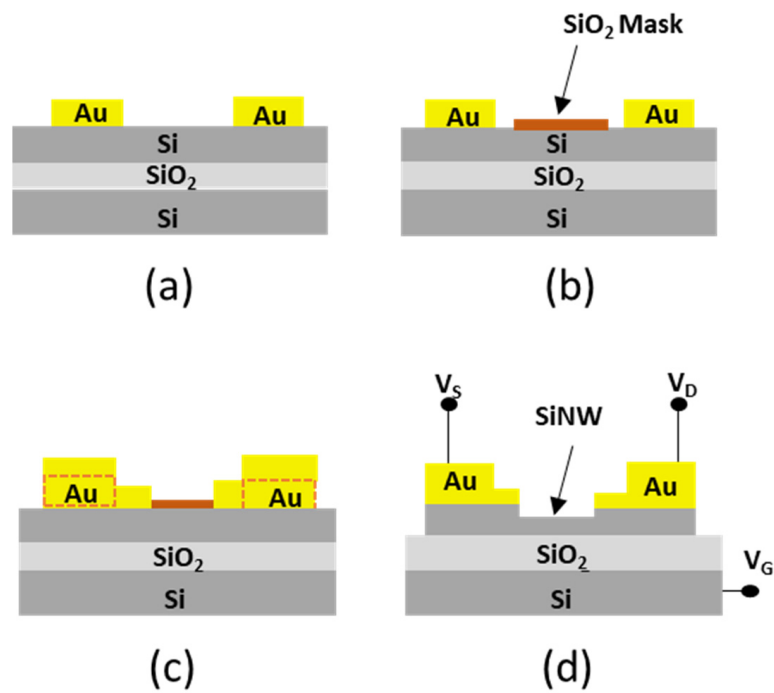 Au Au
Si
SiO2
Si
(a)
SiO2 Mask
Au Au
Si
SiO2
Si
(b)
Au Au
SiO2
Si
(c)
VS VD
SiNW
Au Au
SiO2
Si
VG
(d)